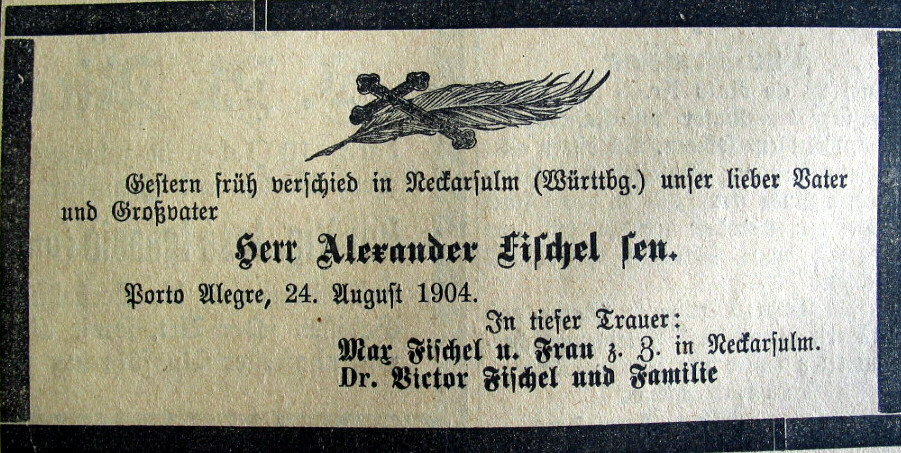 Gestern früh verschied in Neckarsulm (Württbg.) unser lieber Vater
und Großvater
Herr Alexander Fischel sen.
Porto Alegre, 24. August 1904.
In tiefer Trauer:
Max Fischel u. Frau z. Z. in Neckarsulm.
Dr. Victor Fischel und Familie